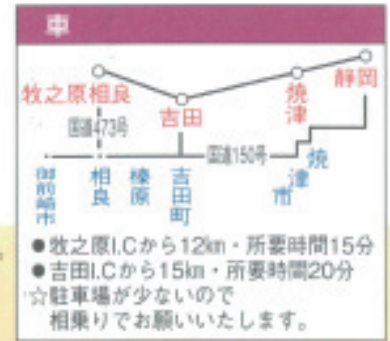 車
牧之原相良
吉田
焼津
静岡
国道473号
国道150号
御前崎市
相良
榛原
吉田町
焼津市
●牧之原I.Cから12㎞・所要時間15分
●吉田I.Cから15㎞・所要時間20分
☆駐車場が少ないので
相乗りでお願いいたします。